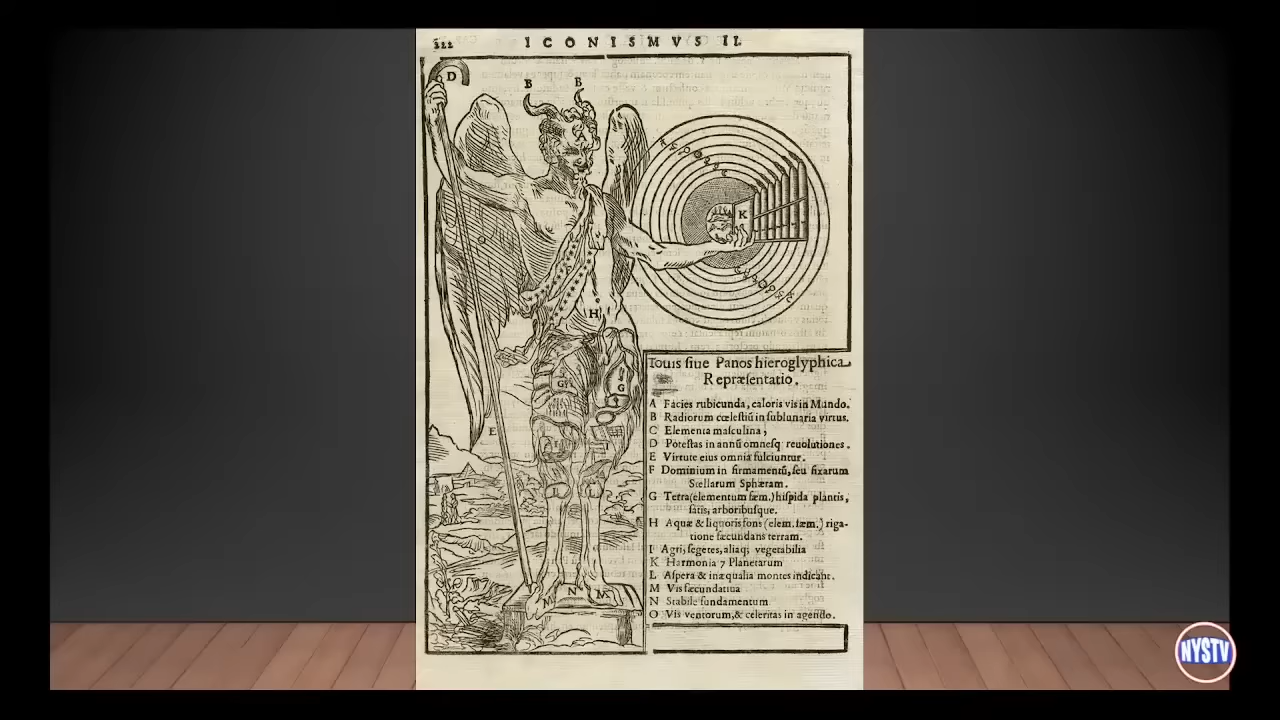 ICONISMVS II.
D
B B
K
H
G G
E
I I
N M
Iouis siue Panos hieroglyphica
Repræsentatio.
A Facies rubicunda, caloris vis in Mundo.
B Radiorum cœlestiũ in sublunaria virtus.
C Elementa masculina,
D Potestas in annũ omnesq; reuolutiones.
E Virtute eius omnia fulciuntur.
F Dominium in firmamentũ, seu fixarum
Stellarum Sphæram.
G Terra (elementum fæm.) hispida plantis,
satis, arboribusque.
H Aquæ & liquoris fons (elem. fæm.) riga-
tione fæcundans terram.
I Agri, segetes, aliaq; vegetabilia
K Harmonia 7 Planetarum
L Aspera & inæqualia montes indicant.
M Vis fæcundatiua
N Stabile fundamentum
O Vis ventorum, & celeritas in agendo.
NYSTV